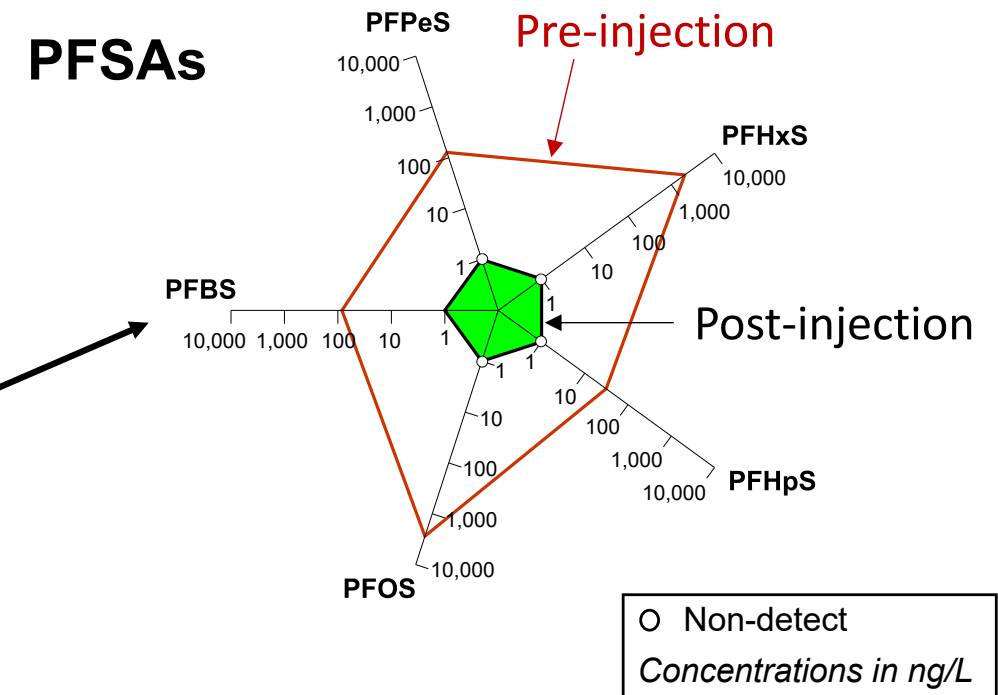 PFSAs
Pre-injection
PFPeS
10,000
1,000
100
10
1
PFHxS
10,000
1,000
100
10
1
PFBS
10,000 1,000 100 10 1
Post-injection
PFHpS
1
10
100
1,000
10,000
PFOS
1
10
100
1,000
10,000
Non-detect
Concentrations in ng/L